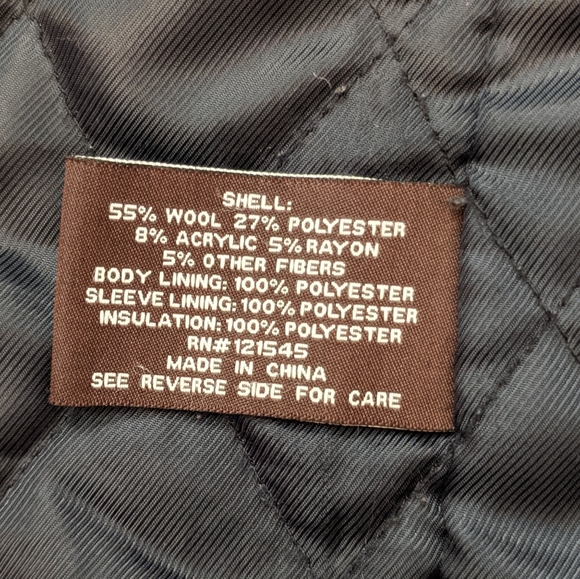 SHELL:
55% WOOL 27% POLYESTER
8% ACRYLIC 5% RAYON
5% OTHER FIBERS
BODY LINING: 100% POLYESTER
SLEEVE LINING: 100% POLYESTER
INSULATION: 100% POLYESTER
RN#121545
MADE IN CHINA
SEE REVERSE SIDE FOR CARE